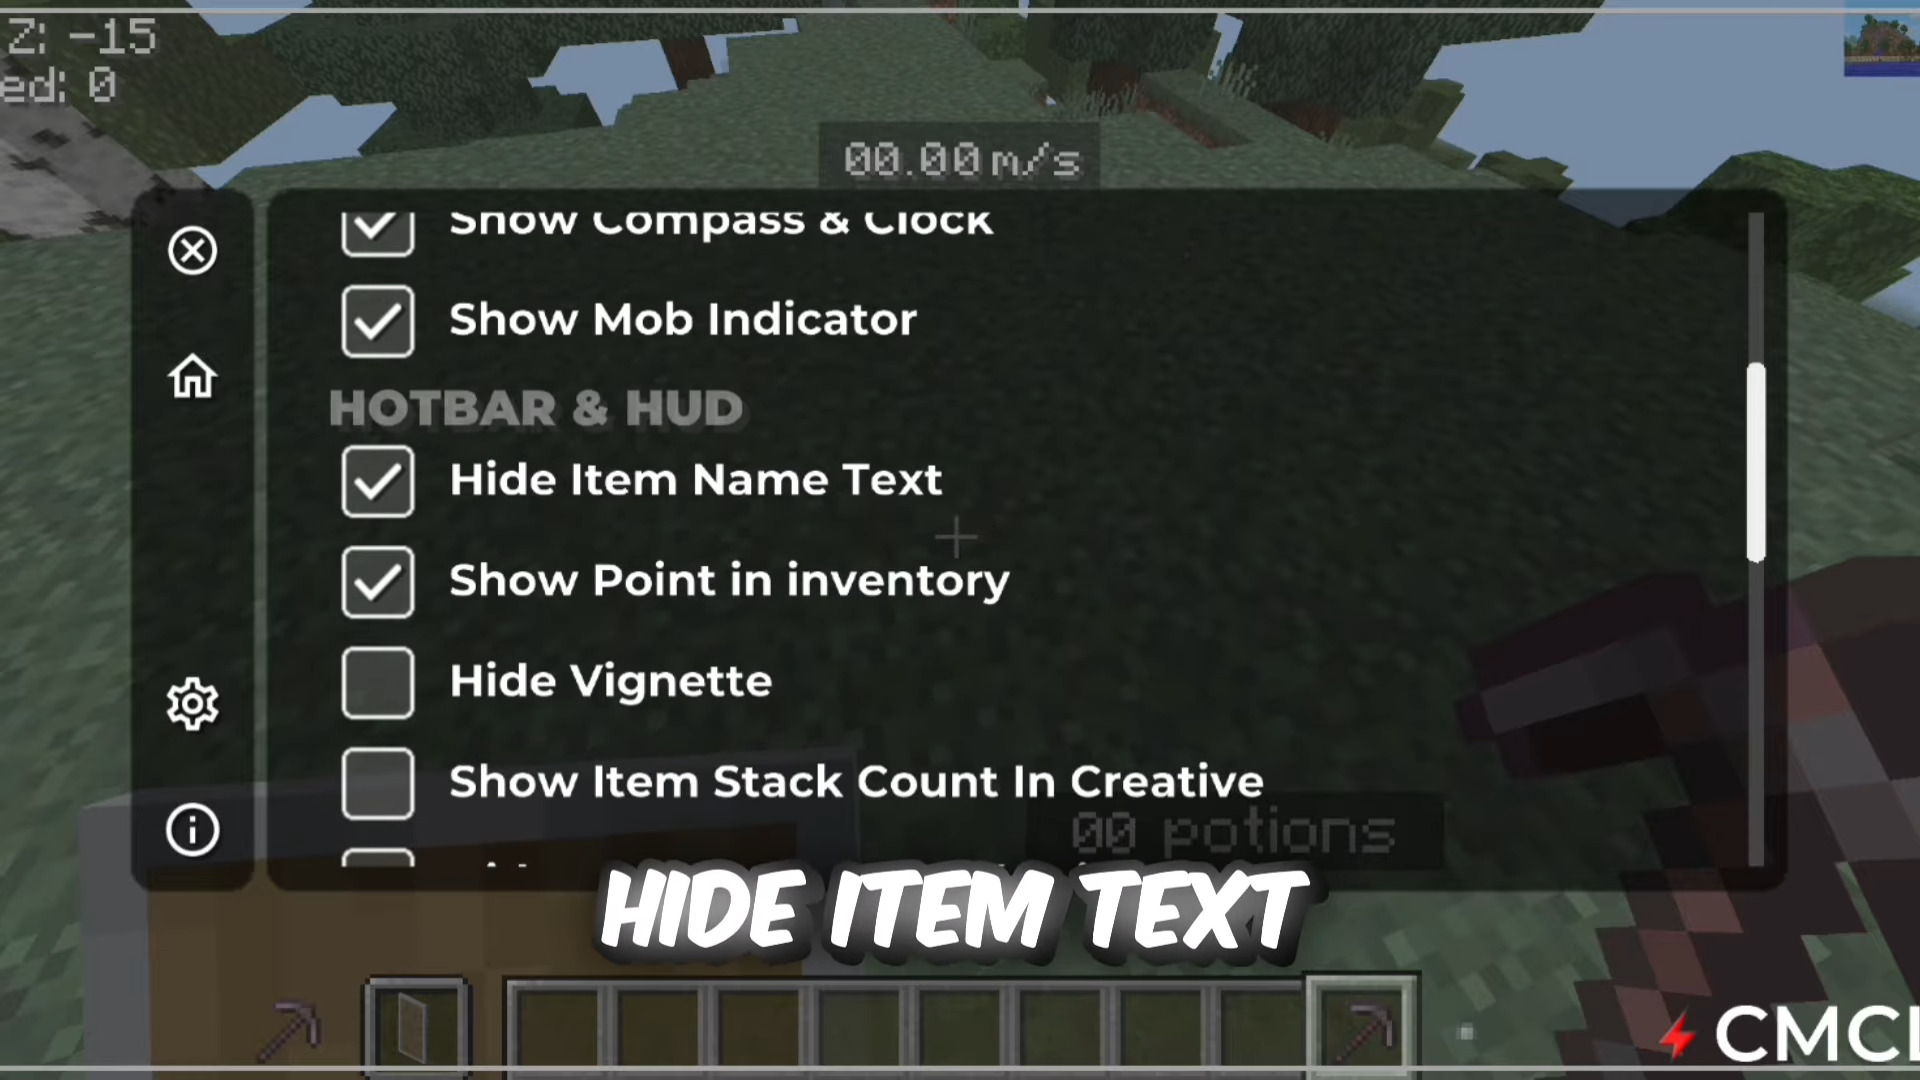 Z: -15
ed: 0
00.00 m/s
Show Compass & Clock
Show Mob Indicator
HOTBAR & HUD
Hide Item Name Text
Show Point in inventory
Hide Vignette
Show Item Stack Count In Creative
00 potions
HIDE ITEM TEXT
CMCL